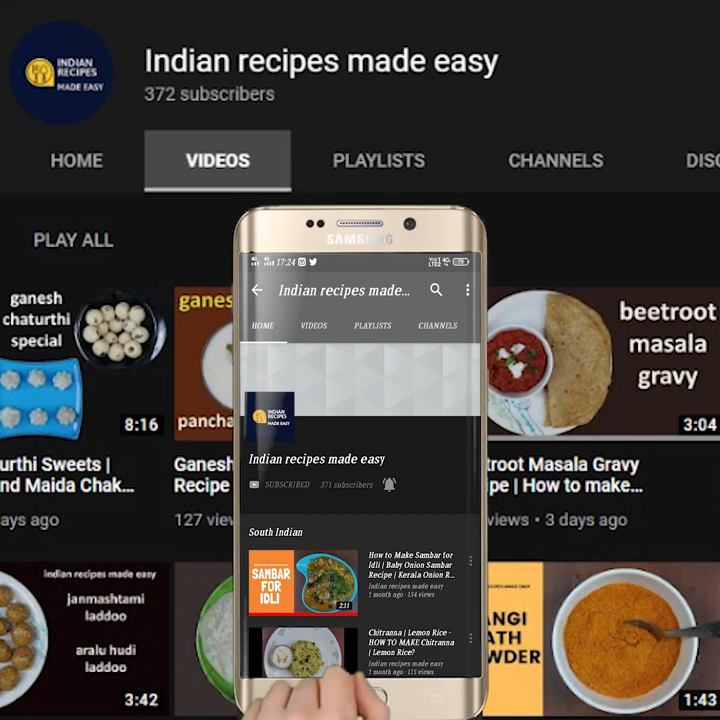 INDIAN
RECIPES
MADE EASY
Indian recipes made easy
372 subscribers
HOME
VIDEOS
PLAYLISTS
CHANNELS
PLAY ALL
ganesh
chaturthi
special
8:16
urthi Sweets |
nd Maida Chak...
ays ago
ganes
pancha
Ganesh
Recipe
127 view
beetroot
masala
gravy
3:04
troot Masala Gravy
ipe | How to make...
views • 3 days ago
indian recipes made easy
janmashtami
laddoo
aralu hudi
laddoo
3:42
ANGI
ATH
WDER
1:43
SAMSUNG
17:24
79
Indian recipes made...
HOME
VIDEOS
PLAYLISTS
CHANNELS
INDIAN
RECIPES
MADE EASY
Indian recipes made easy
SUBSCRIBED 371 subscribers
South Indian
SAMBAR
FOR
IDLI
2:11
How to Make Sambar for
Idli | Baby Onion Sambar
Recipe | Kerala Onion R...
Indian recipes made easy
1 month ago · 154 views
Chitranna | Lemon Rice -
HOW TO MAKE Chitranna
| Lemon Rice?
Indian recipes made easy
1 month ago · 115 views